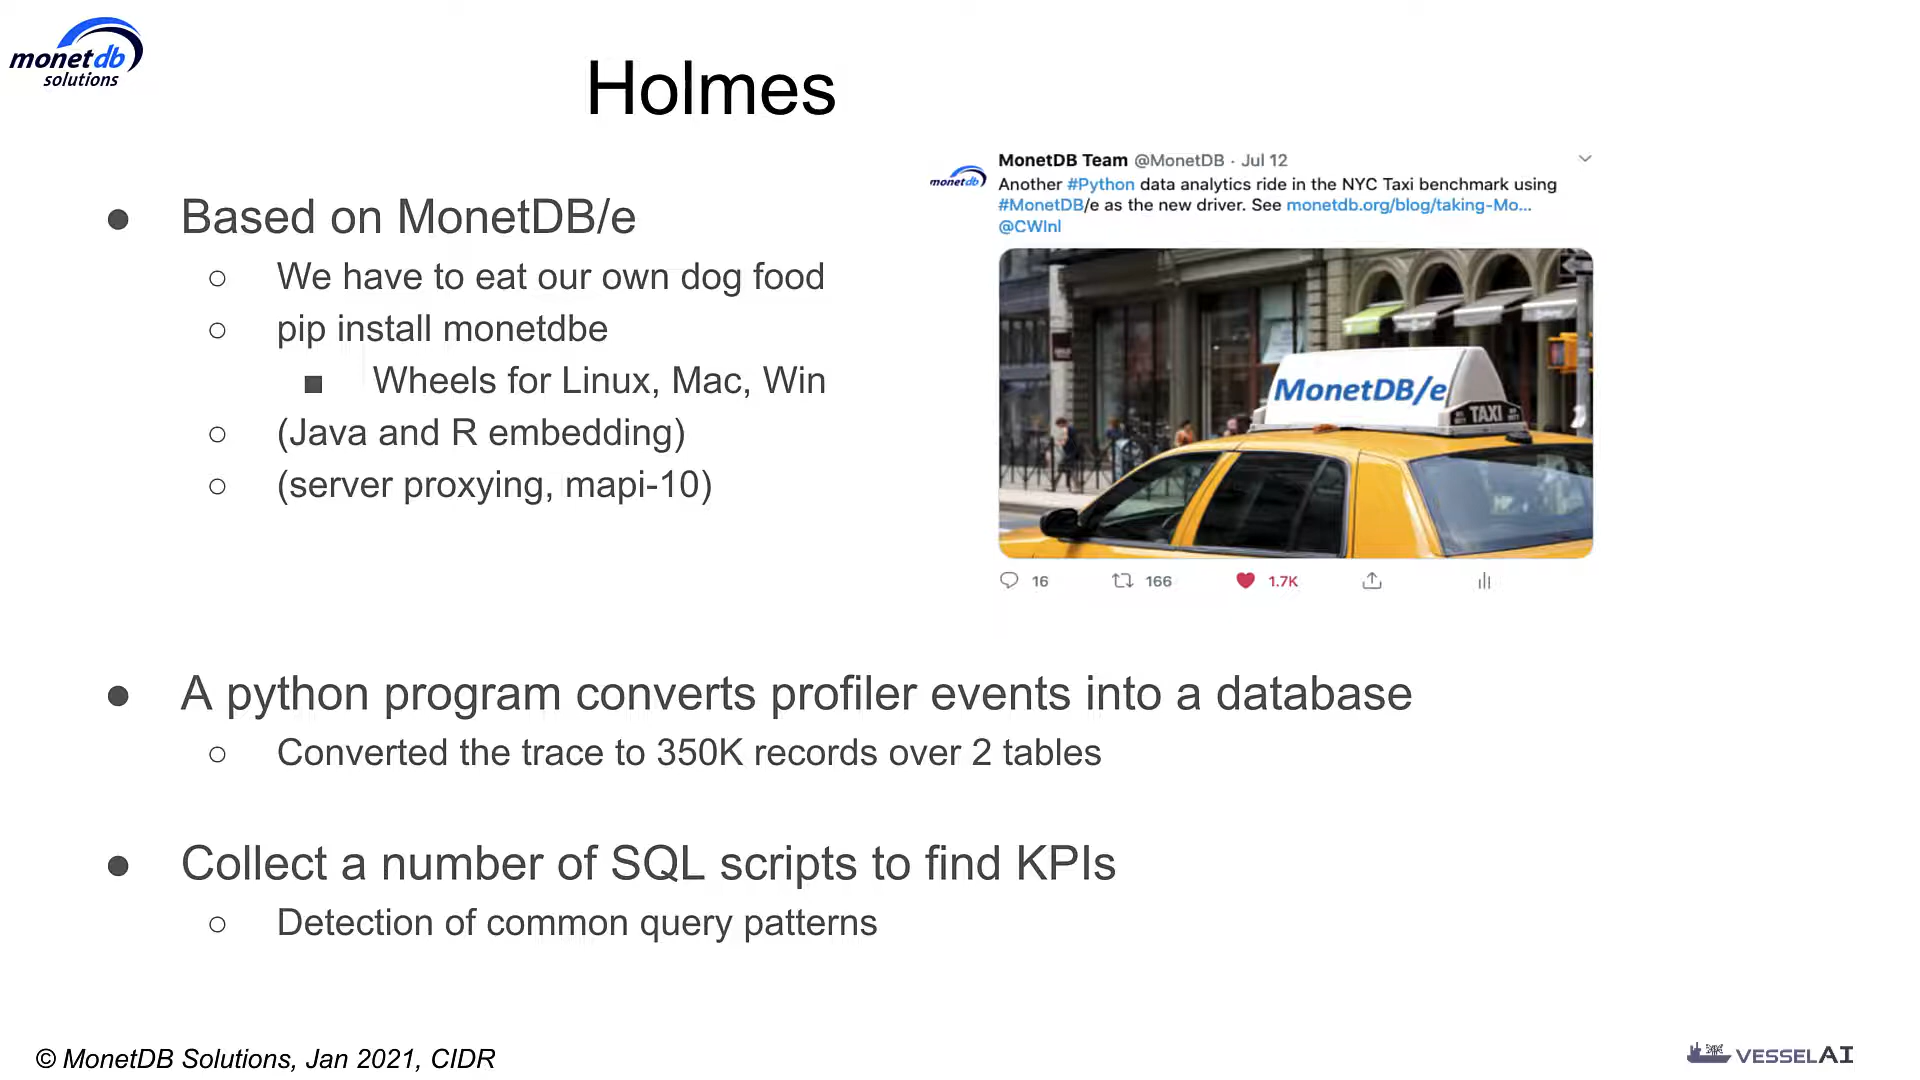 monetdb
solutions
Holmes
Based on MonetDB/e
We have to eat our own dog food
pip install monetdbe
Wheels for Linux, Mac, Win
(Java and R embedding)
(server proxying, mapi-10)
monetdb
MonetDB Team @MonetDB · Jul 12
Another #Python data analytics ride in the NYC Taxi benchmark using
#MonetDB/e as the new driver. See monetdb.org/blog/taking-Mo...
@CWInl
MonetDB/e
TAXI
16
166
1.7K
A python program converts profiler events into a database
Converted the trace to 350K records over 2 tables
Collect a number of SQL scripts to find KPIs
Detection of common query patterns
© MonetDB Solutions, Jan 2021, CIDR
VESSELAI